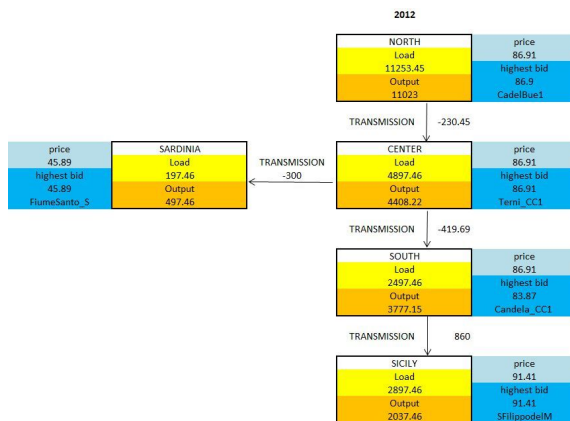 2012
NORTH price
Load 86.91
11253.45 highest bid
Output 86.9
11023 CadelBue1
TRANSMISSION -230.45
price SARDINIA
45.89 Load
highest bid 197.46
45.89 Output
FiumeSanto_S 497.46
TRANSMISSION
-300
CENTER price
Load 86.91
4897.46 highest bid
Output 86.91
4408.22 Terni_CC1
TRANSMISSION -419.69
SOUTH price
Load 86.91
2497.46 highest bid
Output 83.87
3777.15 Candela_CC1
TRANSMISSION 860
SICILY price
Load 91.41
2897.46 highest bid
Output 91.41
2037.46 SFilippodelM